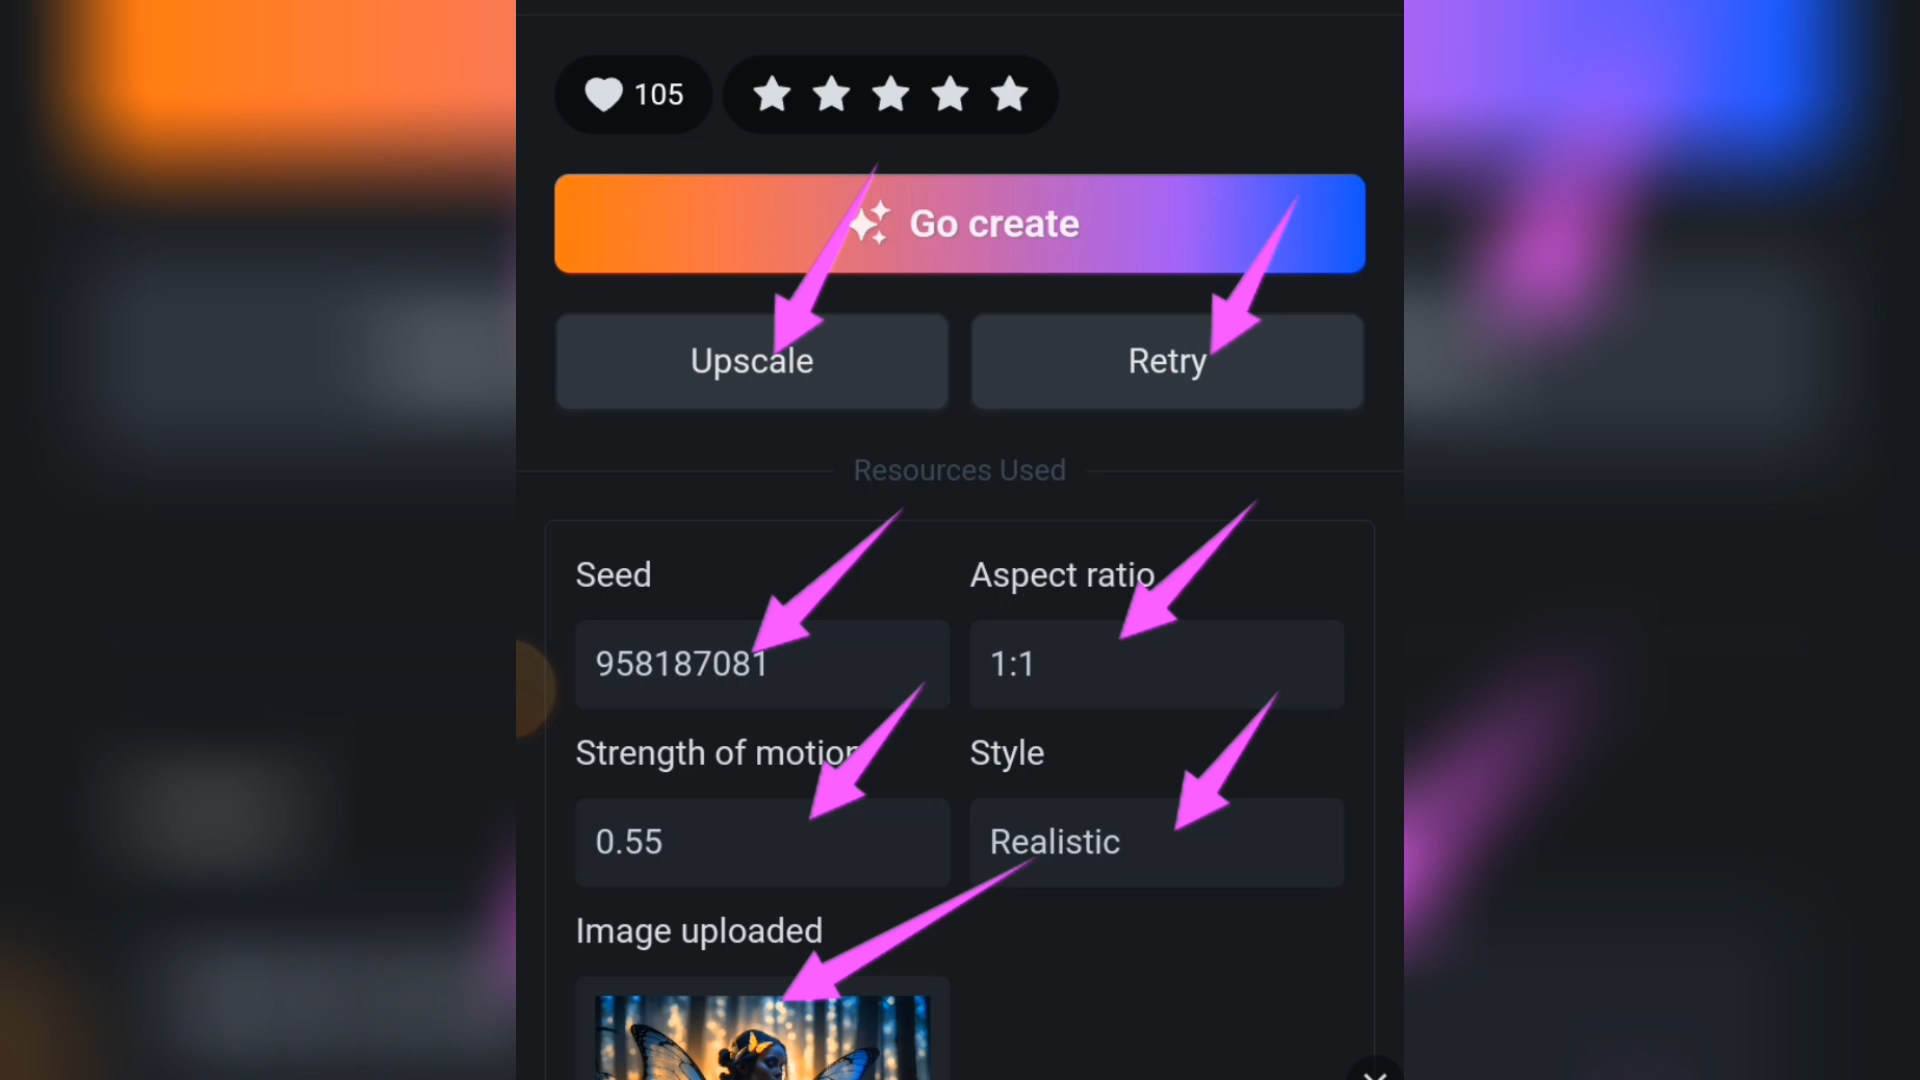 105
Go create
Upscale
Retry
Resources Used
Seed
Aspect ratio
958187081
1:1
Strength of motion
Style
0.55
Realistic
Image uploaded